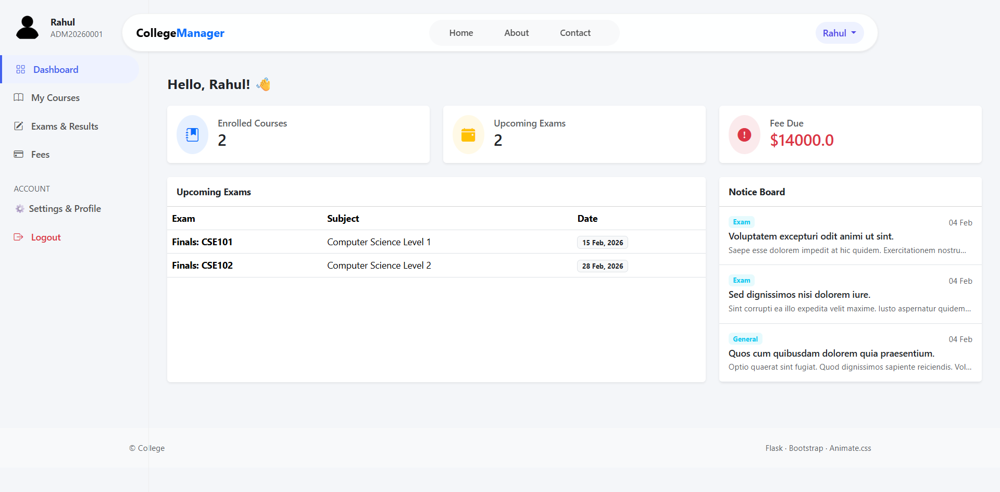 Rahul
ADM20260001
Dashboard
My Courses
Exams & Results
Fees
ACCOUNT
Settings & Profile
Logout
CollegeManager
Home About Contact
Rahul
Hello, Rahul! 👋
Enrolled Courses
2
Upcoming Exams
2
Fee Due
$14000.0
Upcoming Exams
Exam Subject Date
Finals: CSE101 Computer Science Level 1 15 Feb, 2026
Finals: CSE102 Computer Science Level 2 28 Feb, 2026
Notice Board
Exam 04 Feb
Voluptatem excepturi odit animi ut sint.
Saepe esse dolorem impedit at hic quidem. Exercitationem nostru...
Exam 04 Feb
Sed dignissimos nisi dolorem iure.
Sint corrupti ea illo expedita velit maxime. Iusto aspernatur quidem...
General 04 Feb
Quos cum quibusdam dolorem quia praesentium.
Optio quaerat sint fugiat. Quod dignissimos sapiente reiciendis. Vol...
© College
Flask · Bootstrap · Animate.css